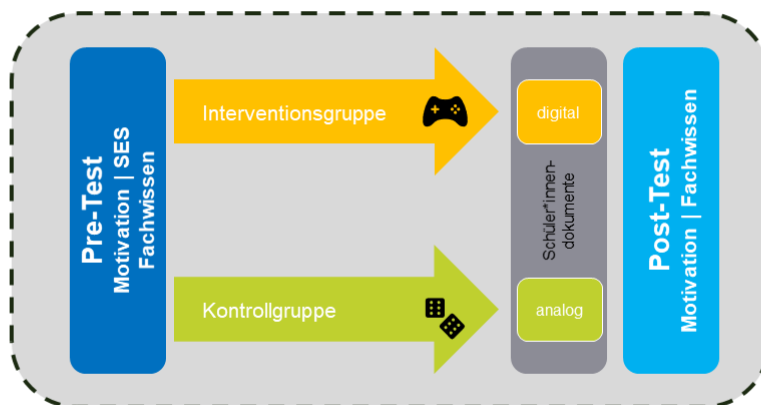 Pre-Test
Motivation | SES
Fachwissen
Interventionsgruppe
Kontrollgruppe
digital
Schüler*innen-
dokumente
analog
Post-Test
Motivation | Fachwissen